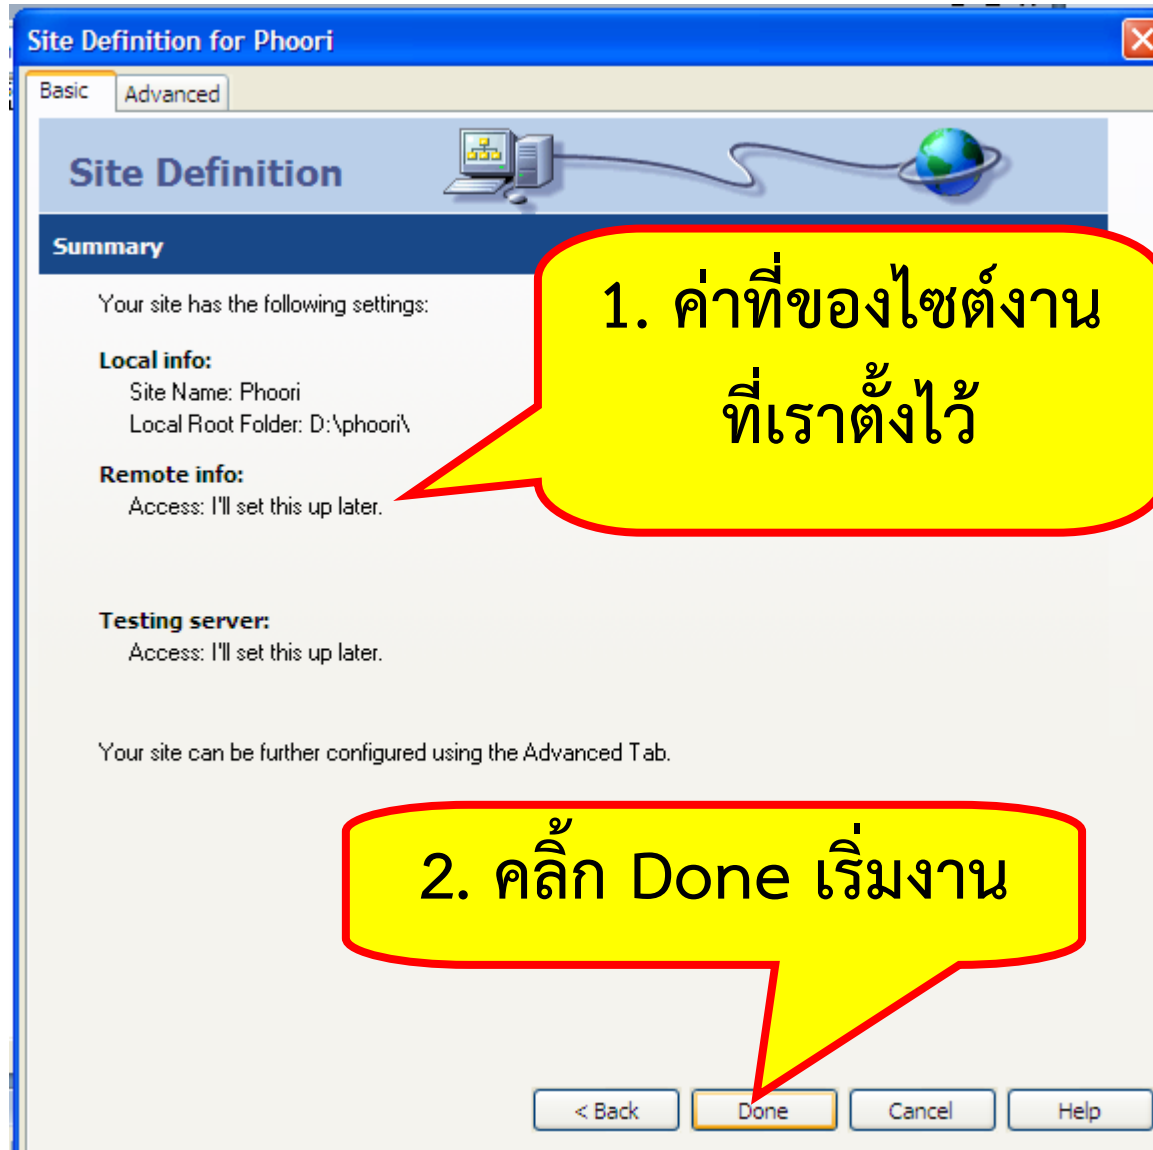 Site Definition for Phoori
Basic Advanced
Site Definition
Summary
Your site has the following settings:
1. ค่าที่ของไซต์งาน
ที่เราตั้งไว้
Local info:
Site Name: Phoori
Local Root Folder: D:\phoori\
Remote info:
Access: I'll set this up later.
Testing server:
Access: I'll set this up later.
Your site can be further configured using the Advanced Tab.
2. คลิ้ก Done เริ่มงาน
< Back Done Cancel Help